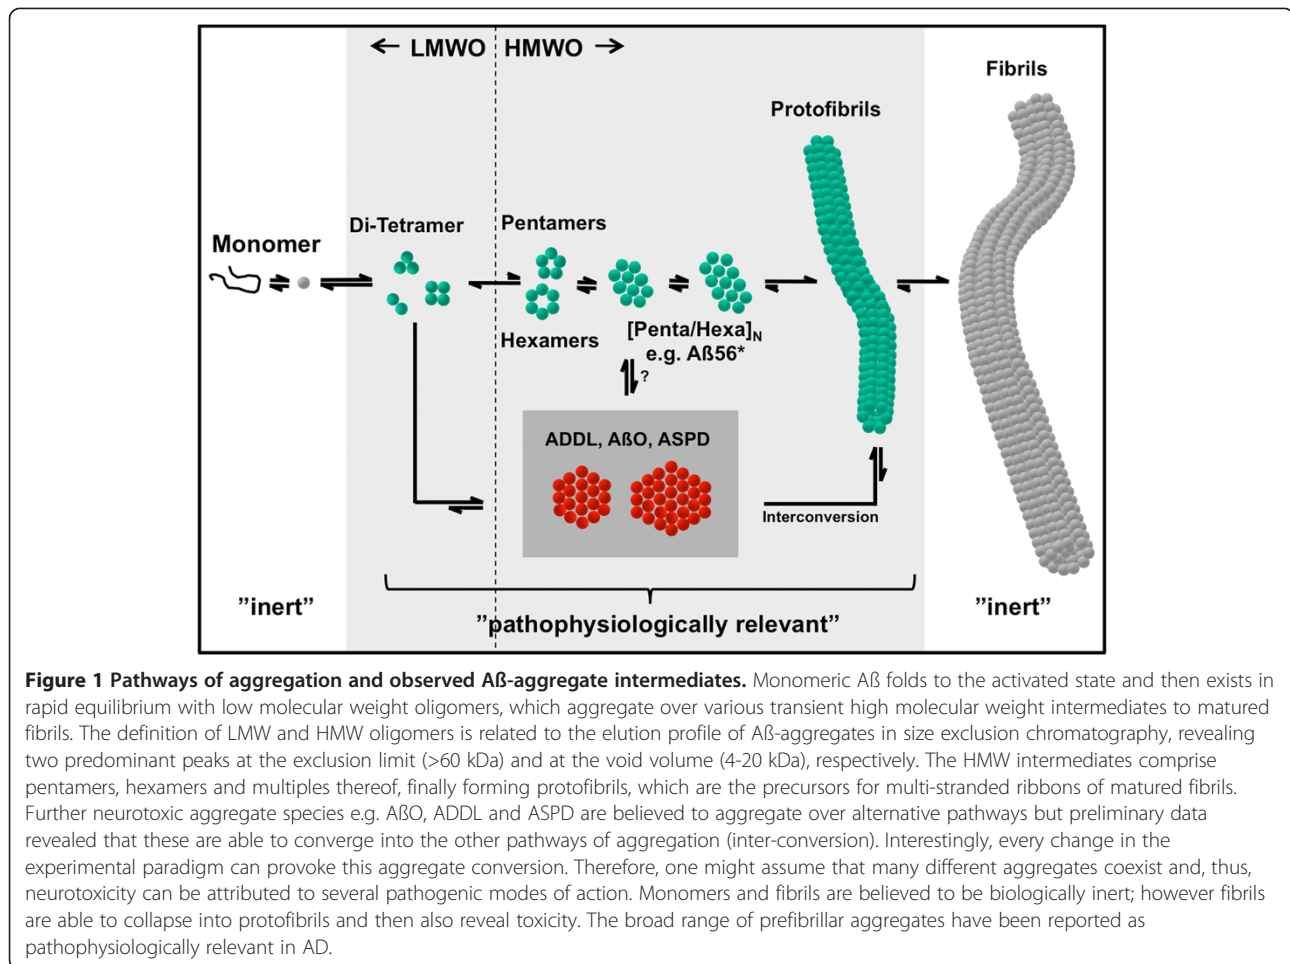 ← LMWO HMWO →
Fibrils
Protofibrils
Di-Tetramer
Pentamers
Monomer
Hexamers
[Penta/Hexa]N
e.g. Aß56*
?
ADDL, AßO, ASPD
Interconversion
”inert”
”pathophysiologically relevant”
”inert”
Figure 1 Pathways of aggregation and observed Aß-aggregate intermediates. Monomeric Aß folds to the activated state and then exists in
rapid equilibrium with low molecular weight oligomers, which aggregate over various transient high molecular weight intermediates to matured
fibrils. The definition of LMW and HMW oligomers is related to the elution profile of Aß-aggregates in size exclusion chromatography, revealing
two predominant peaks at the exclusion limit (>60 kDa) and at the void volume (4-20 kDa), respectively. The HMW intermediates comprise
pentamers, hexamers and multiples thereof, finally forming protofibrils, which are the precursors for multi-stranded ribbons of matured fibrils.
Further neurotoxic aggregate species e.g. AßO, ADDL and ASPD are believed to aggregate over alternative pathways but preliminary data
revealed that these are able to converge into the other pathways of aggregation (inter-conversion). Interestingly, every change in the
experimental paradigm can provoke this aggregate conversion. Therefore, one might assume that many different aggregates coexist and, thus,
neurotoxicity can be attributed to several pathogenic modes of action. Monomers and fibrils are believed to be biologically inert; however fibrils
are able to collapse into protofibrils and then also reveal toxicity. The broad range of prefibrillar aggregates have been reported as
pathophysiologically relevant in AD.